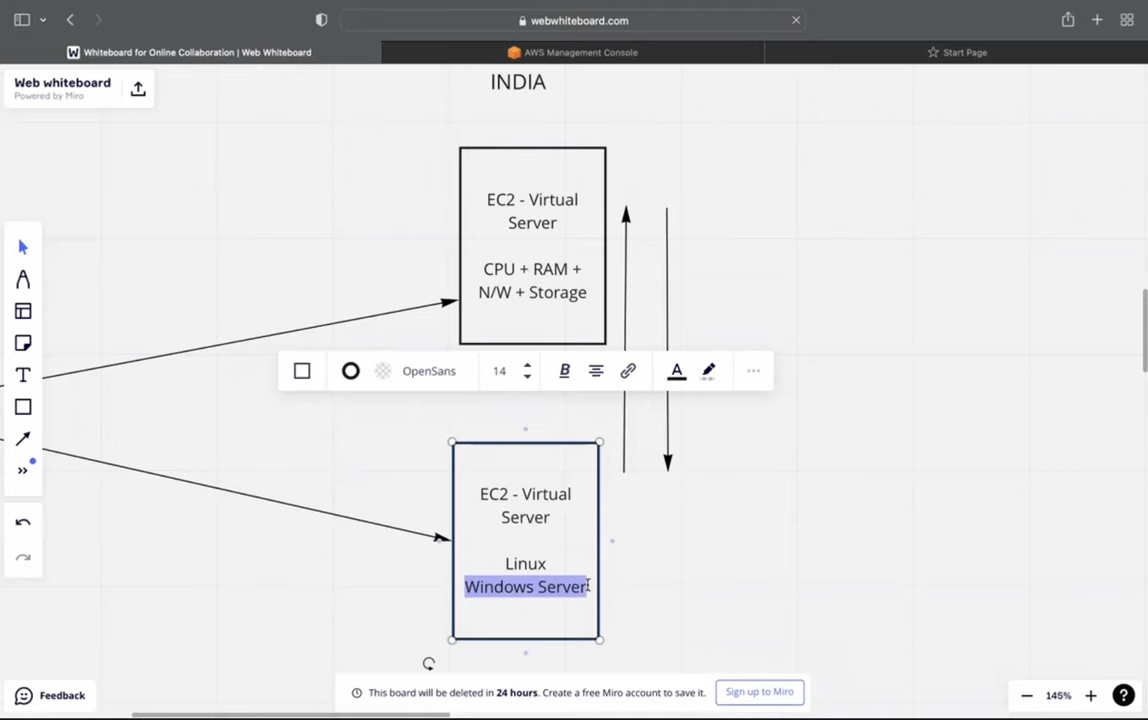 webwhiteboard.com
Whiteboard for Online Collaboration | Web Whiteboard
AWS Management Console
Start Page
Web whiteboard
Powered by Miro
INDIA
EC2 - Virtual
Server
CPU + RAM +
N/W + Storage
OpenSans
14
B
A
T
EC2 - Virtual
Server
Linux
Windows Server
Feedback
This board will be deleted in 24 hours. Create a free Miro account to save it.
Sign up to Miro
145%
?